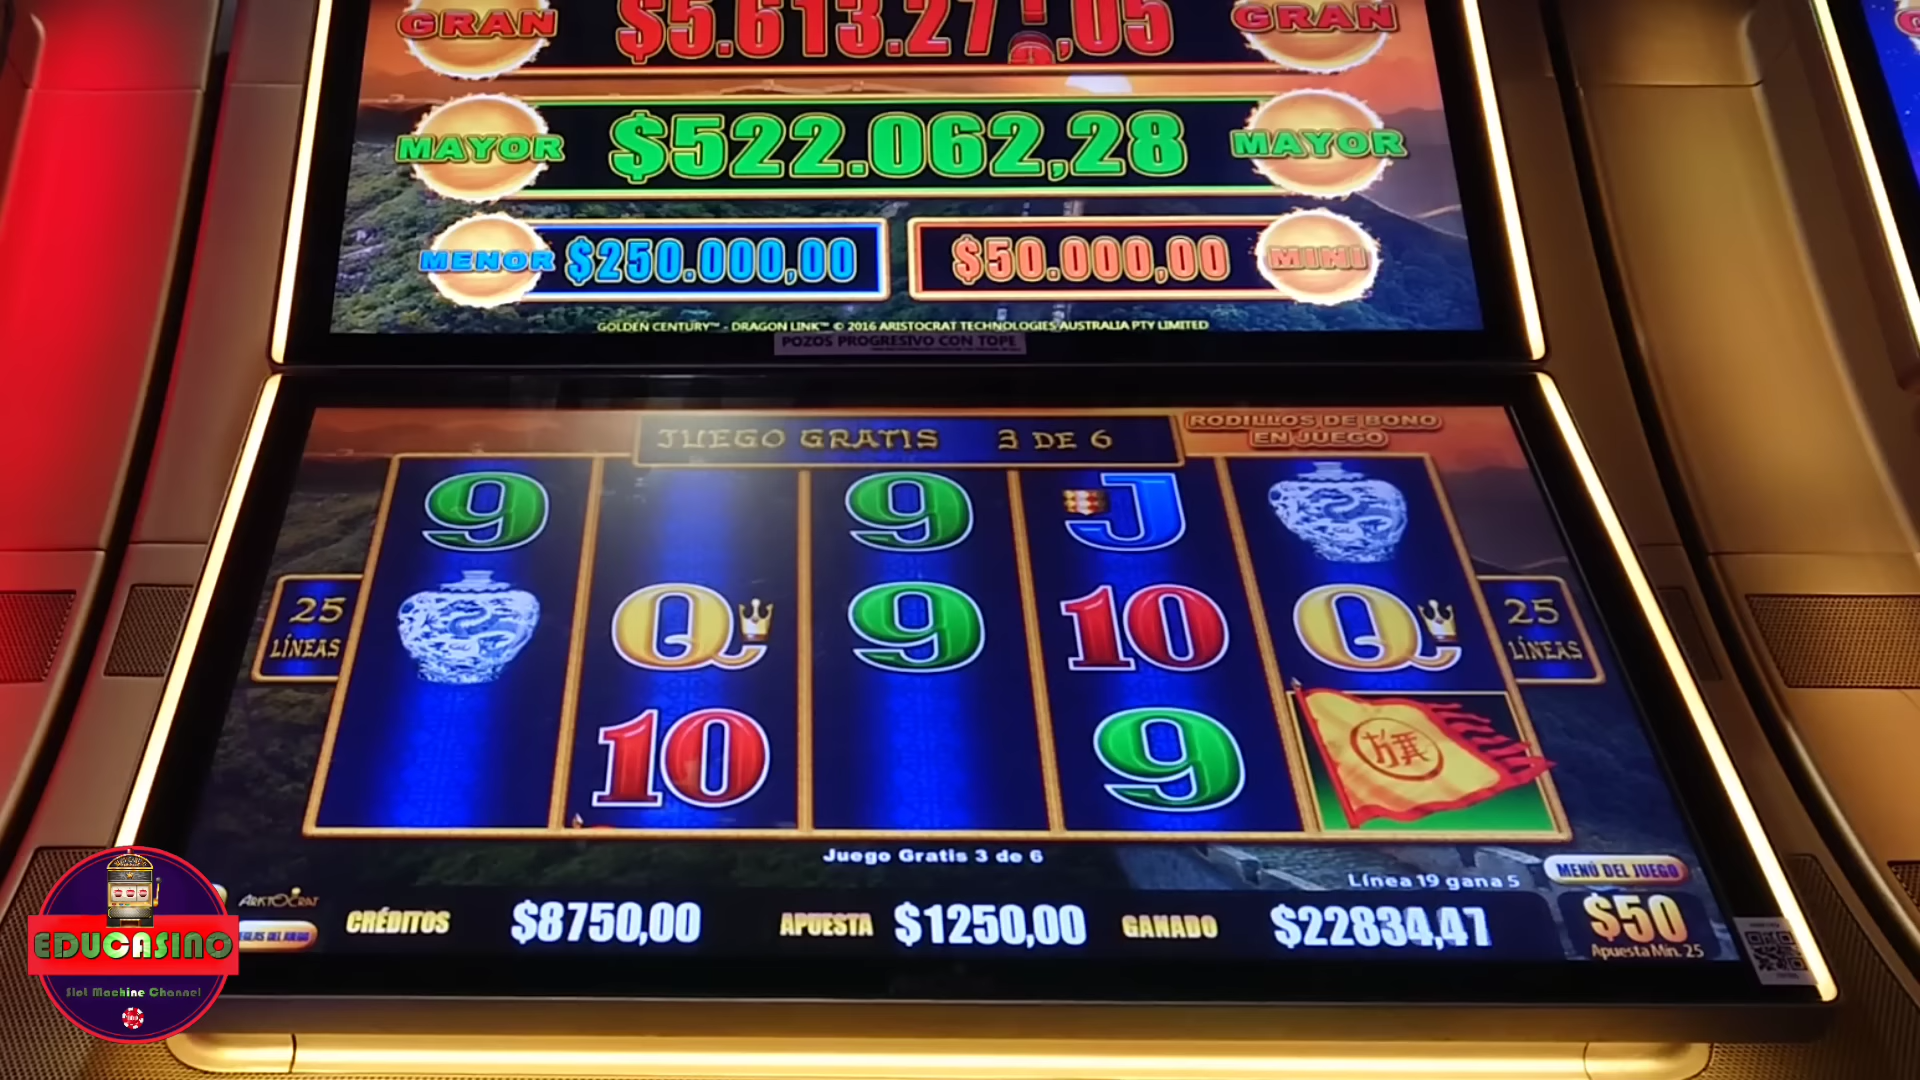 GRAN GRAN
MAYOR $522.062,28 MAYOR
MENOR $250.000,00 $50.000,00 MINI
GOLDEN CENTURY™ - DRAGON LINK™ © 2016 ARISTOCRAT TECHNOLOGIES AUSTRALIA PTY LIMITED
POZOS PROGRESIVO CON TOPE
JUEGO GRATIS 3 DE 6
RODILLOS DE BONO
EN JUEGO
9 9 J
25 LÍNEAS
Q 9 10 Q
25 LÍNEAS
10 9
Juego Gratis 3 de 6
Línea 19 gana 5
MENÚ DEL JUEGO
ARISTOCRAT
CRÉDITOS $8750,00 APUESTA $1250,00 GANADO $22834,47
$50
Apuesta Min. 25
EDUCASINO
Slot Machine Channel